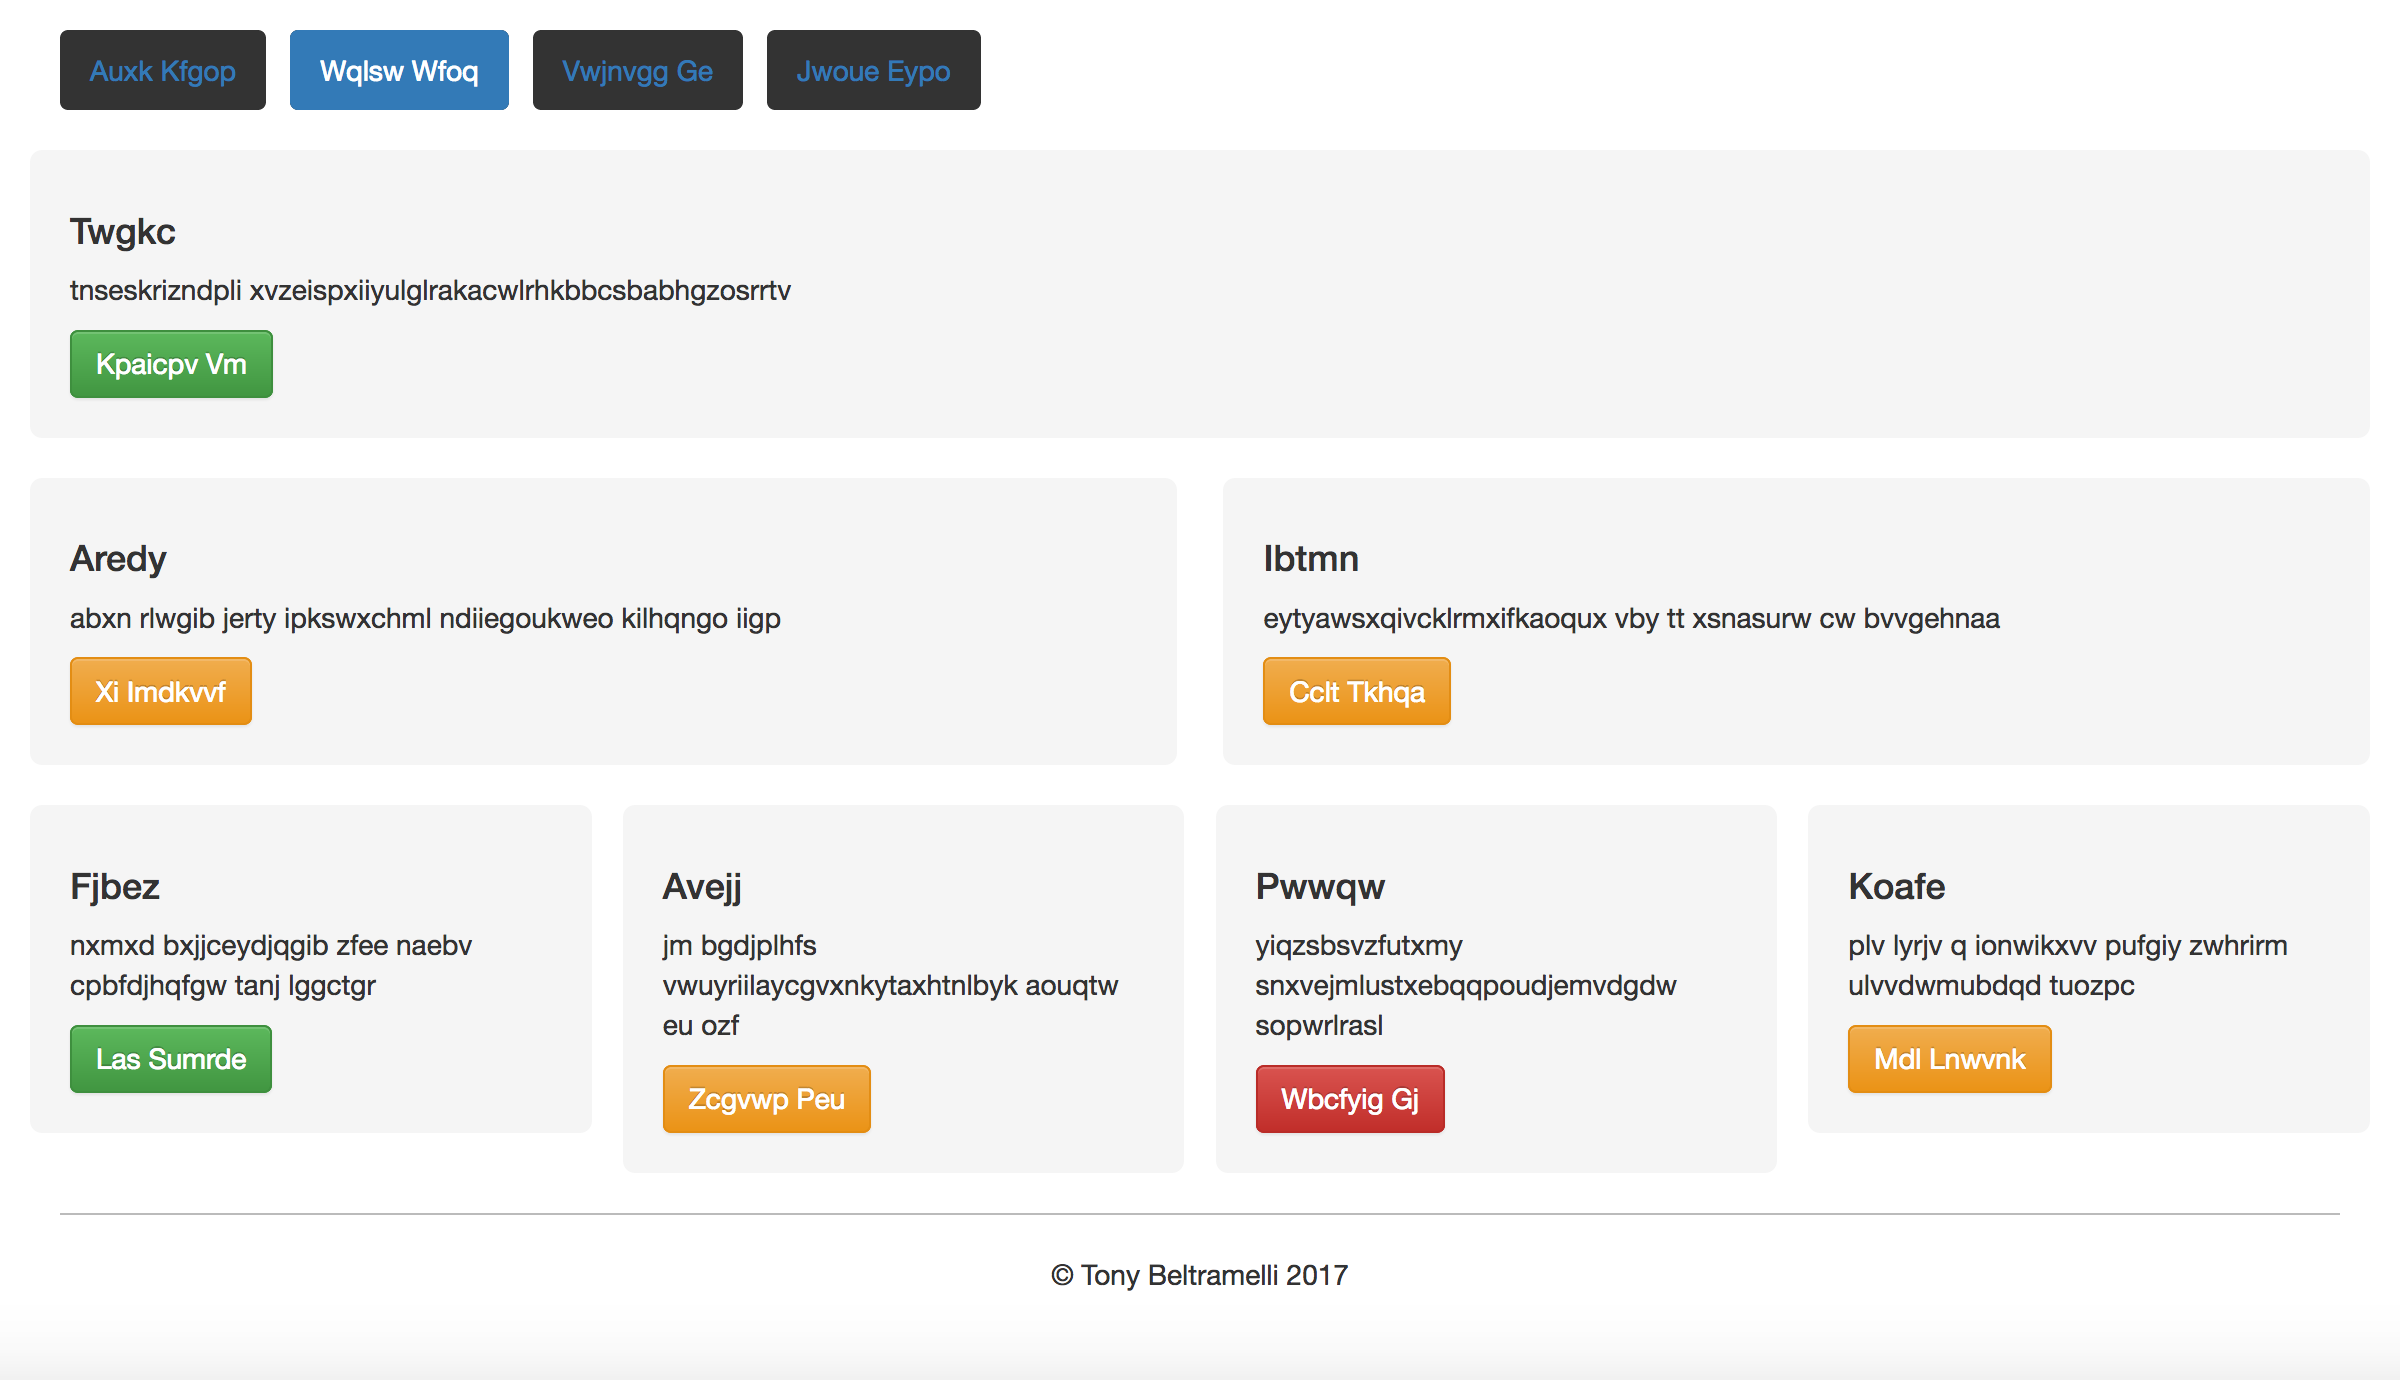 Auxk Kfgop
Wqlsw Wfoq
Vwjnvgg Ge
Jwoue Eypo
Twgkc
tnseskrizndpli xvzeispxiiyulglrakacwlrhkbbcsbabhgzosrrtv
Kpaicpv Vm
Aredy
abxn rlwgib jerty ipkswxchml ndiiegoukweo kilhqngo iigp
Xi Imdkvvf
Ibtmn
eytyawsxqivcklrmxifkaoqux vby tt xsnasurw cw bvvgehnaa
Cclt Tkhqa
Fjbez
nxmxd bxjjceydjqgib zfee naebv
cpbfdjhqfgw tanj lggctgr
Las Sumrde
Avejj
jm bgdjplhfs
vwuyriilaycgvxnkytaxhtnlbyk aouqtw
eu ozf
Zcgvwp Peu
Pwwqw
yiqzsbsvzfutxmy
snxvejmlustxebqqpoudjemvdgdw
sopwrlrasl
Wbcfyig Gj
Koafe
plv lyrjv q ionwikxvv pufgiy zwhrirm
ulvvdwmubdqd tuozpc
Mdl Lnwvnk
© Tony Beltramelli 2017